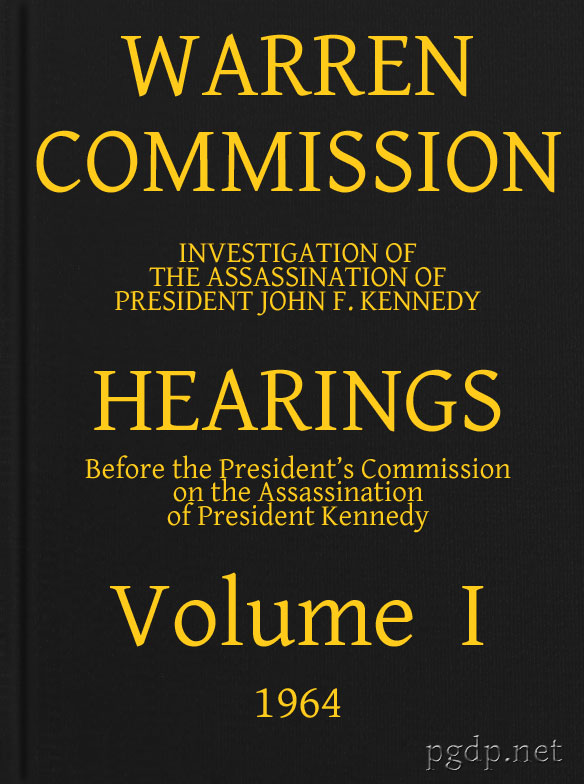 WARREN
COMMISSION
INVESTIGATION OF
THE ASSASSINATION OF
PRESIDENT JOHN F. KENNEDY
HEARINGS
Before the President’s Commission
on the Assassination
of President Kennedy
Volume I
1964
pgdp.net